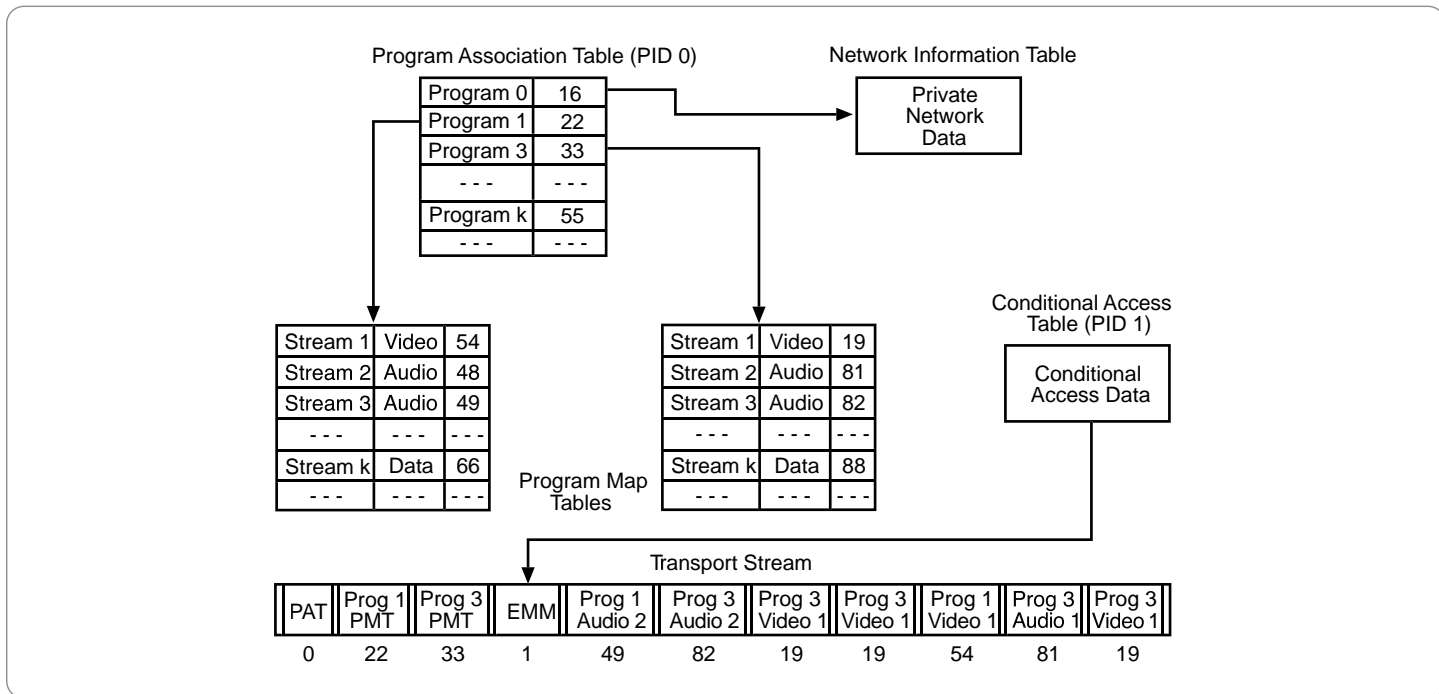 Program Association Table (PID 0)
Program 0 16
Program 1 22
Program 3 33
- - - - - -
Program k 55
- - - - - -
Network Information Table
Private
Network
Data
Stream 1 Video 54
Stream 2 Audio 48
Stream 3 Audio 49
- - - - - - - - -
Stream k Data 66
- - - - - - - - -
Program Map
Tables
Stream 1 Video 19
Stream 2 Audio 81
Stream 3 Audio 82
- - - - - - - - -
Stream k Data 88
- - - - - - - - -
Conditional Access
Table (PID 1)
Conditional
Access Data
Transport Stream
PAT
Prog 1
PMT
Prog 3
PMT
EMM
Prog 1
Audio 2
Prog 3
Audio 2
Prog 3
Video 1
Prog 3
Video 1
Prog 1
Video 1
Prog 3
Audio 1
Prog 3
Video 1
0 22 33 1 49 82 19 19 54 81 19